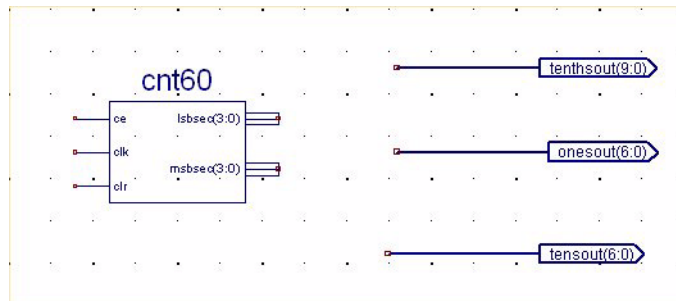 tenthsout(9:0)
cnt60
ce
lsbsec(3:0)
clk
onesout(6:0)
msbsec(3:0)
clr
tensout(6:0)